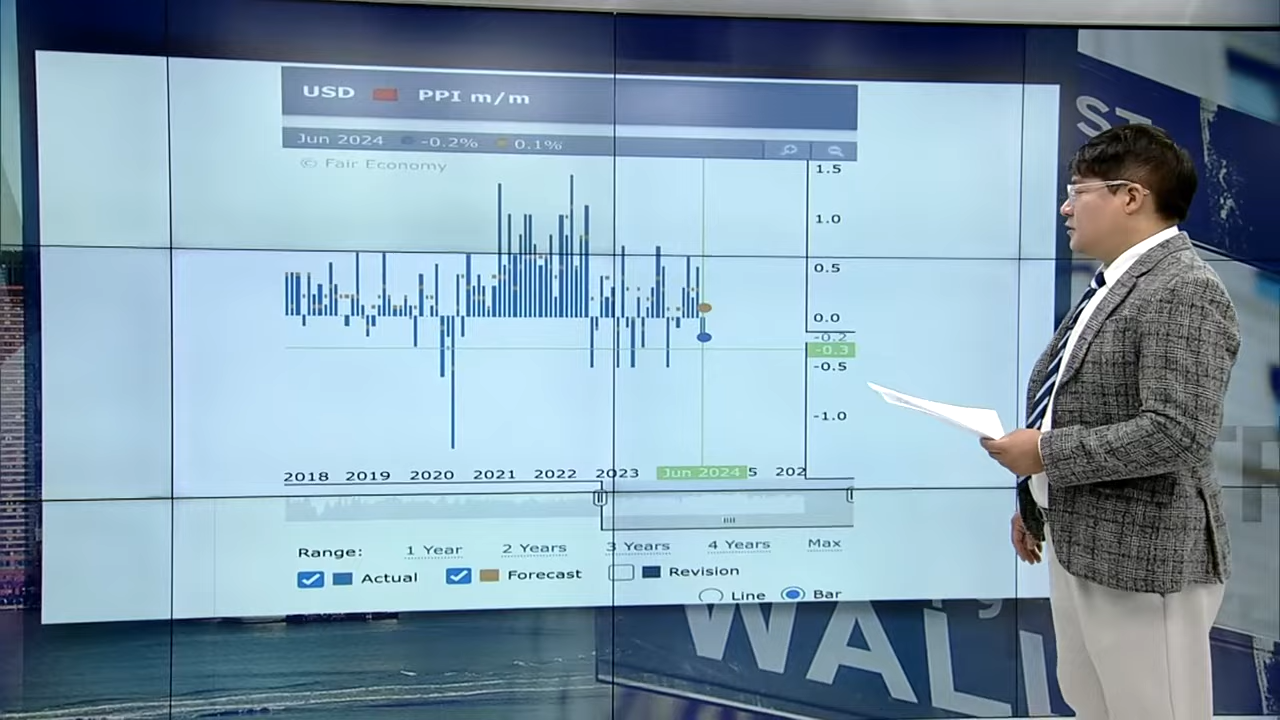 USD PPI m/m
Jun 2024 -0.2% 0.1%
© Fair Economy
1.5
1.0
0.5
0.0
-0.2
-0.3
-0.5
-1.0
2018 2019 2020 2021 2022 2023 Jun 2024 5 202
Range: 1 Year 2 Years 3 Years 4 Years Max
Actual Forecast Revision
Line Bar
ST
WALL